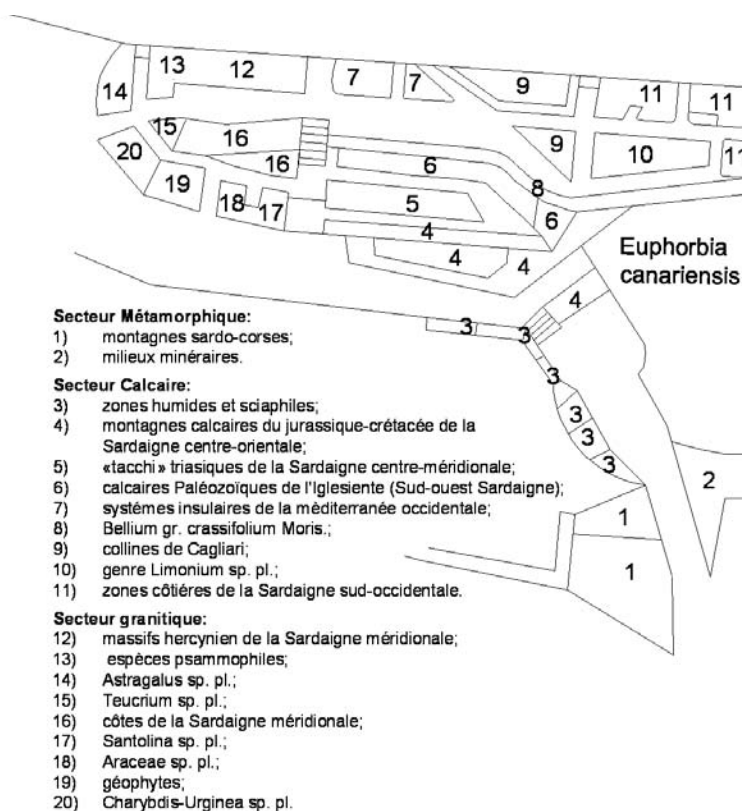 13 12 7 7 9 11 11
14
15 16 9 10 11
20 16 6
19 8
18 17 5 6
4
4 4
Euphorbia
canariensis
4
3 3
3
3
3
3
2
1
1
Secteur Métamorphique:
1) montagnes sardo-corses;
2) milieux minéraires.
Secteur Calcaire:
3) zones humides et sciaphiles;
4) montagnes calcaires du jurassique-crétacée de la
Sardaigne centre-orientale;
5) «tacchi» triasiques de la Sardaigne centre-méridionale;
6) calcaires Paléozoïques de l'Iglesiente (Sud-ouest Sardaigne);
7) systémes insulaires de la mèditerranée occidentale;
8) Bellium gr. crassifolium Moris.;
9) collines de Cagliari;
10) genre Limonium sp. pl.;
11) zones côtiéres de la Sardaigne sud-occidentale.
Secteur granitique:
12) massifs hercynien de la Sardaigne méridionale;
13) espèces psammophiles;
14) Astragalus sp. pl.;
15) Teucrium sp. pl.;
16) côtes de la Sardaigne méridionale;
17) Santolina sp. pl.;
18) Araceae sp. pl.;
19) géophytes;
20) Charybdis-Urginea sp. pl.